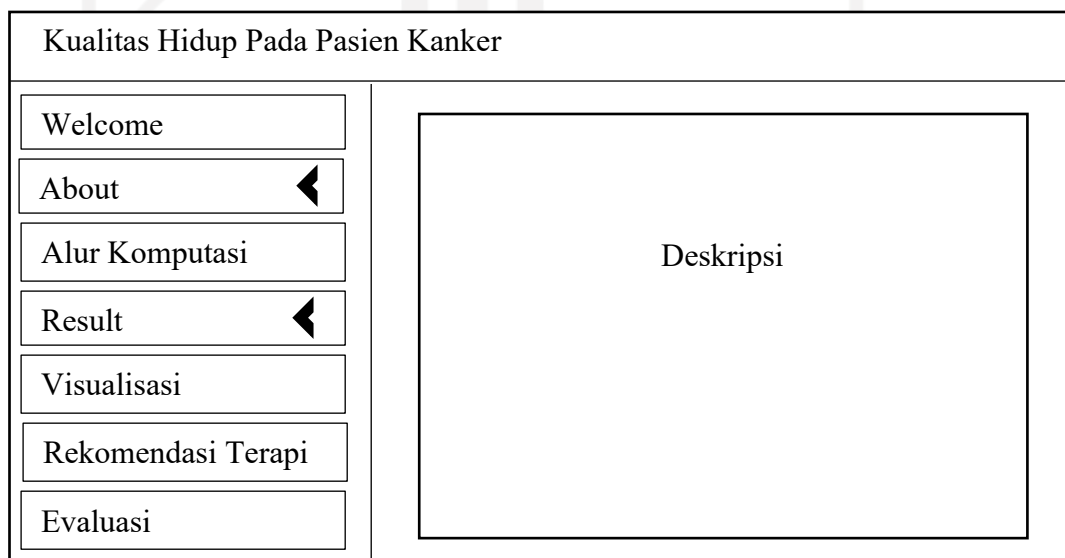 Kualitas Hidup Pada Pasien Kanker
Welcome
About
Alur Komputasi
Result
Visualisasi
Rekomendasi Terapi
Evaluasi
Deskripsi